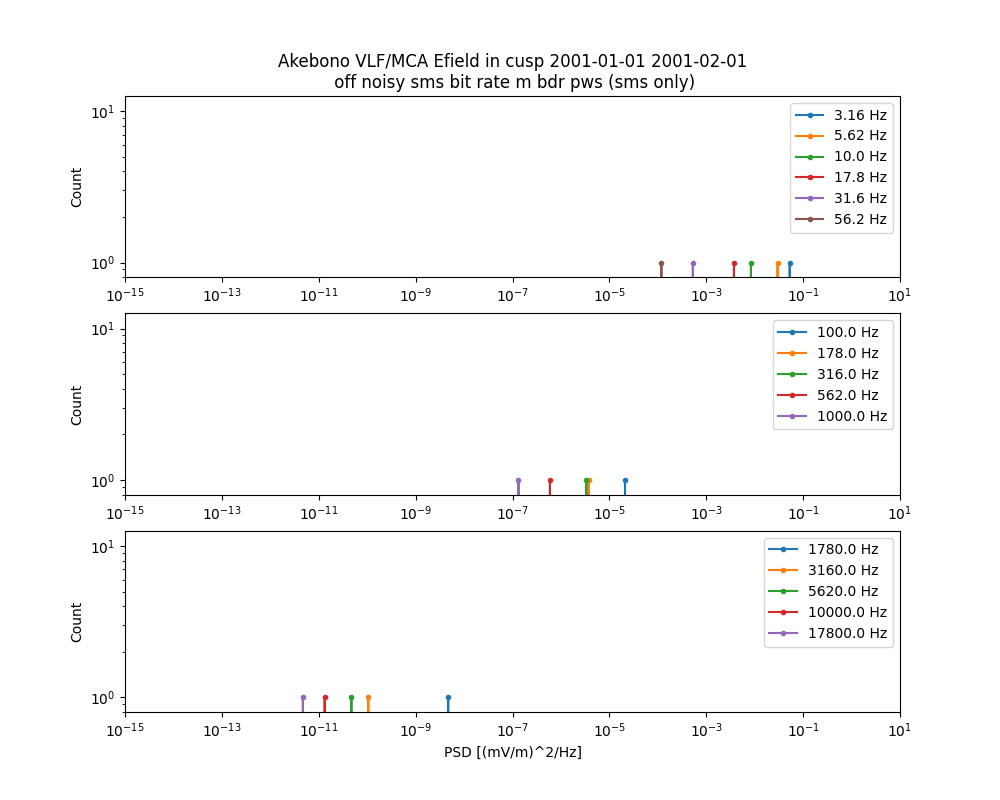 Akebono VLF/MCA Efield in cusp 2001-01-01 2001-02-01
off noisy sms bit rate m bdr pws (sms only)
10^1
Count
10^0
3.16 Hz
5.62 Hz
10.0 Hz
17.8 Hz
31.6 Hz
56.2 Hz
10^-15 10^-13 10^-11 10^-9 10^-7 10^-5 10^-3 10^-1 10^1
10^1
Count
10^0
100.0 Hz
178.0 Hz
316.0 Hz
562.0 Hz
1000.0 Hz
10^-15 10^-13 10^-11 10^-9 10^-7 10^-5 10^-3 10^-1 10^1
10^1
Count
10^0
1780.0 Hz
3160.0 Hz
5620.0 Hz
10000.0 Hz
17800.0 Hz
10^-15 10^-13 10^-11 10^-9 10^-7 10^-5 10^-3 10^-1 10^1
PSD [(mV/m)^2/Hz]